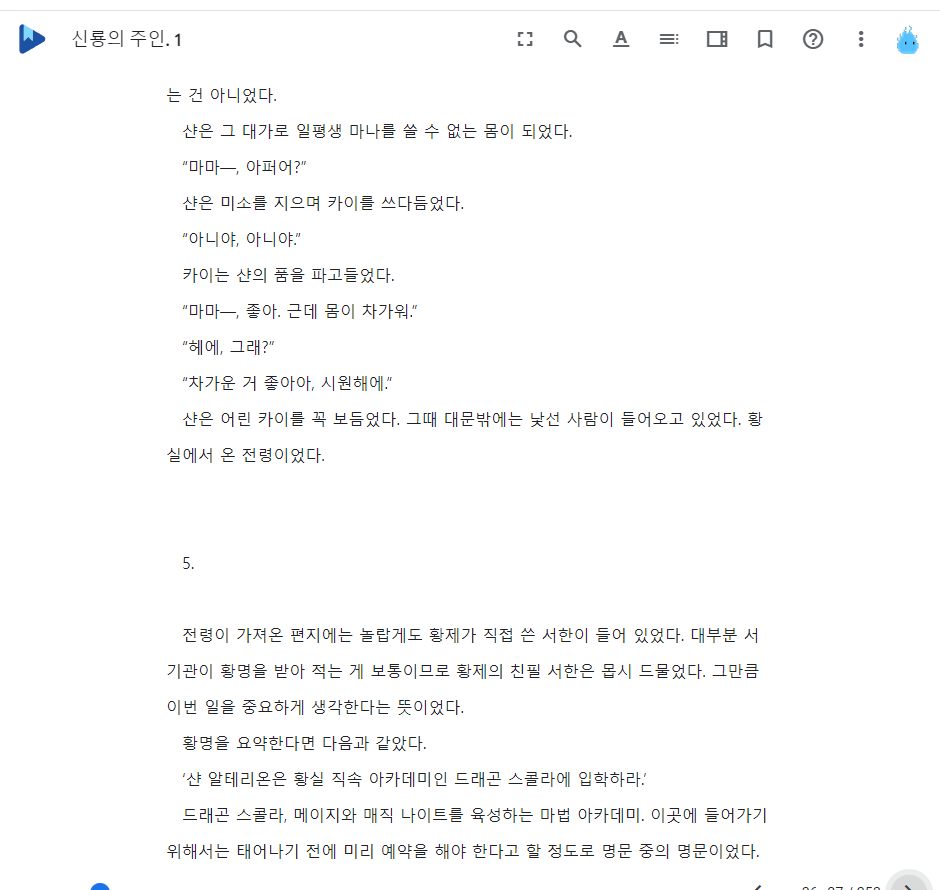 신룡의 주인. 1
는 건 아니었다.
샨은 그 대가로 일평생 마나를 쓸 수 없는 몸이 되었다.
“마마―, 아퍼어?”
샨은 미소를 지으며 카이를 쓰다듬었다.
“아니야, 아니야.”
카이는 샨의 품을 파고들었다.
“마마―, 좋아. 근데 몸이 차가워.”
“헤에, 그래?”
“차가운 거 좋아아, 시원해에.”
샨은 어린 카이를 꼭 보듬었다. 그때 대문밖에는 낯선 사람이 들어오고 있었다. 황
실에서 온 전령이었다.
5.
전령이 가져온 편지에는 놀랍게도 황제가 직접 쓴 서한이 들어 있었다. 대부분 서
기관이 황명을 받아 적는 게 보통이므로 황제의 친필 서한은 몹시 드물었다. 그만큼
이번 일을 중요하게 생각한다는 뜻이었다.
황명을 요약한다면 다음과 같았다.
‘샨 알테리온은 황실 직속 아카데미인 드래곤 스콜라에 입학하라.’
드래곤 스콜라, 메이지와 매직 나이트를 육성하는 마법 아카데미. 이곳에 들어가기
위해서는 태어나기 전에 미리 예약을 해야 한다고 할 정도로 명문 중의 명문이었다.